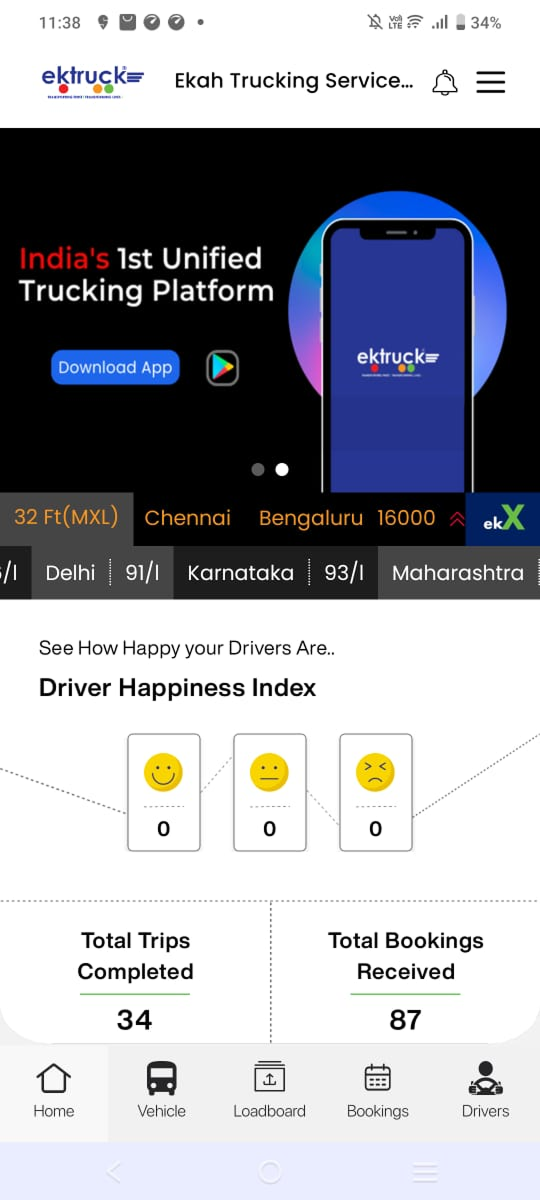 11:38
VoI) LTE 34%
ektruck
Ekah Trucking Service...
India's 1st Unified
Trucking Platform
Download App
ektruck
32 Ft(MXL) Chennai Bengaluru 16000 ekX
/l Delhi 91/l Karnataka 93/l Maharashtra
See How Happy your Drivers Are..
Driver Happiness Index
0 0 0
Total Trips
Completed
34
Total Bookings
Received
87
Home Vehicle Loadboard Bookings Drivers